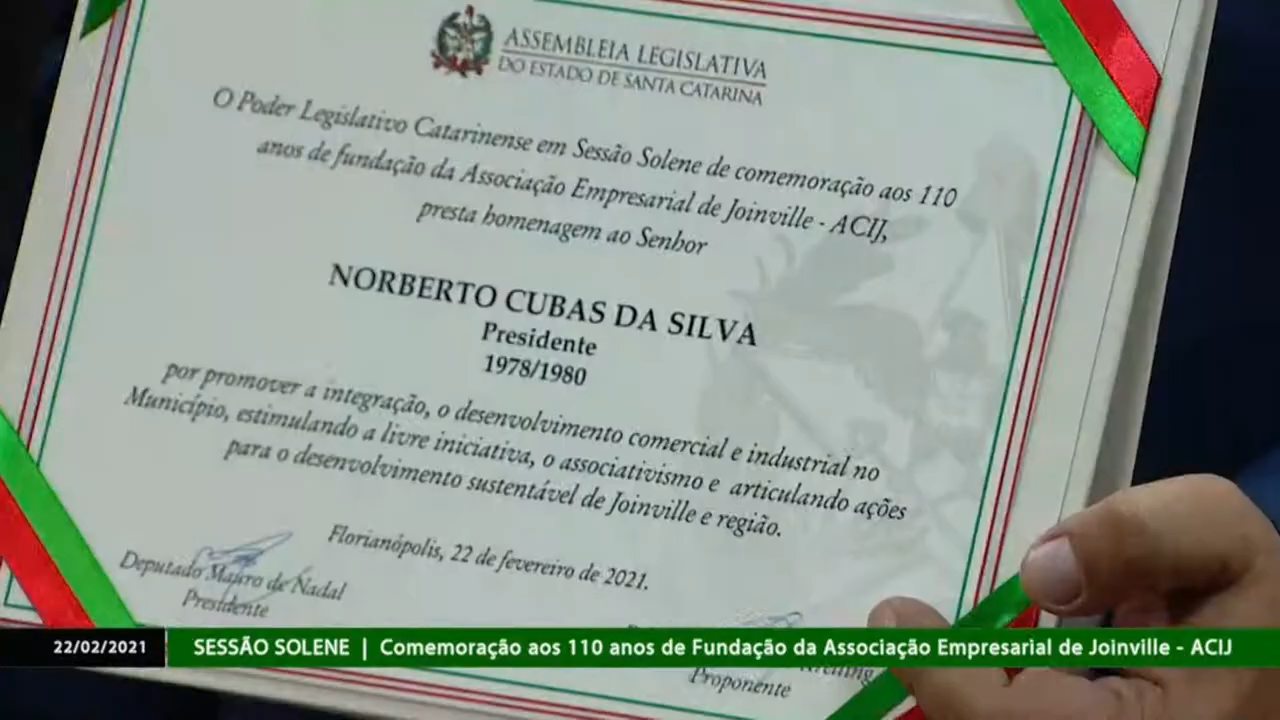 ASSEMBLEIA LEGISLATIVA
DO ESTADO DE SANTA CATARINA
O Poder Legislativo Catarinense em Sessão Solene de comemoração aos 110
anos de fundação da Associação Empresarial de Joinville - ACIJ,
presta homenagem ao Senhor
NORBERTO CUBAS DA SILVA
Presidente
1978/1980
por promover a integração, o desenvolvimento comercial e industrial no
Município, estimulando a livre iniciativa, o associativismo e articulando ações
para o desenvolvimento sustentável de Joinville e região.
Florianópolis, 22 de fevereiro de 2021.
Deputado Mauro de Nadal
Presidente
Proponente
22/02/2021
SESSÃO SOLENE | Comemoração aos 110 anos de Fundação da Associação Empresarial de Joinville - ACIJ